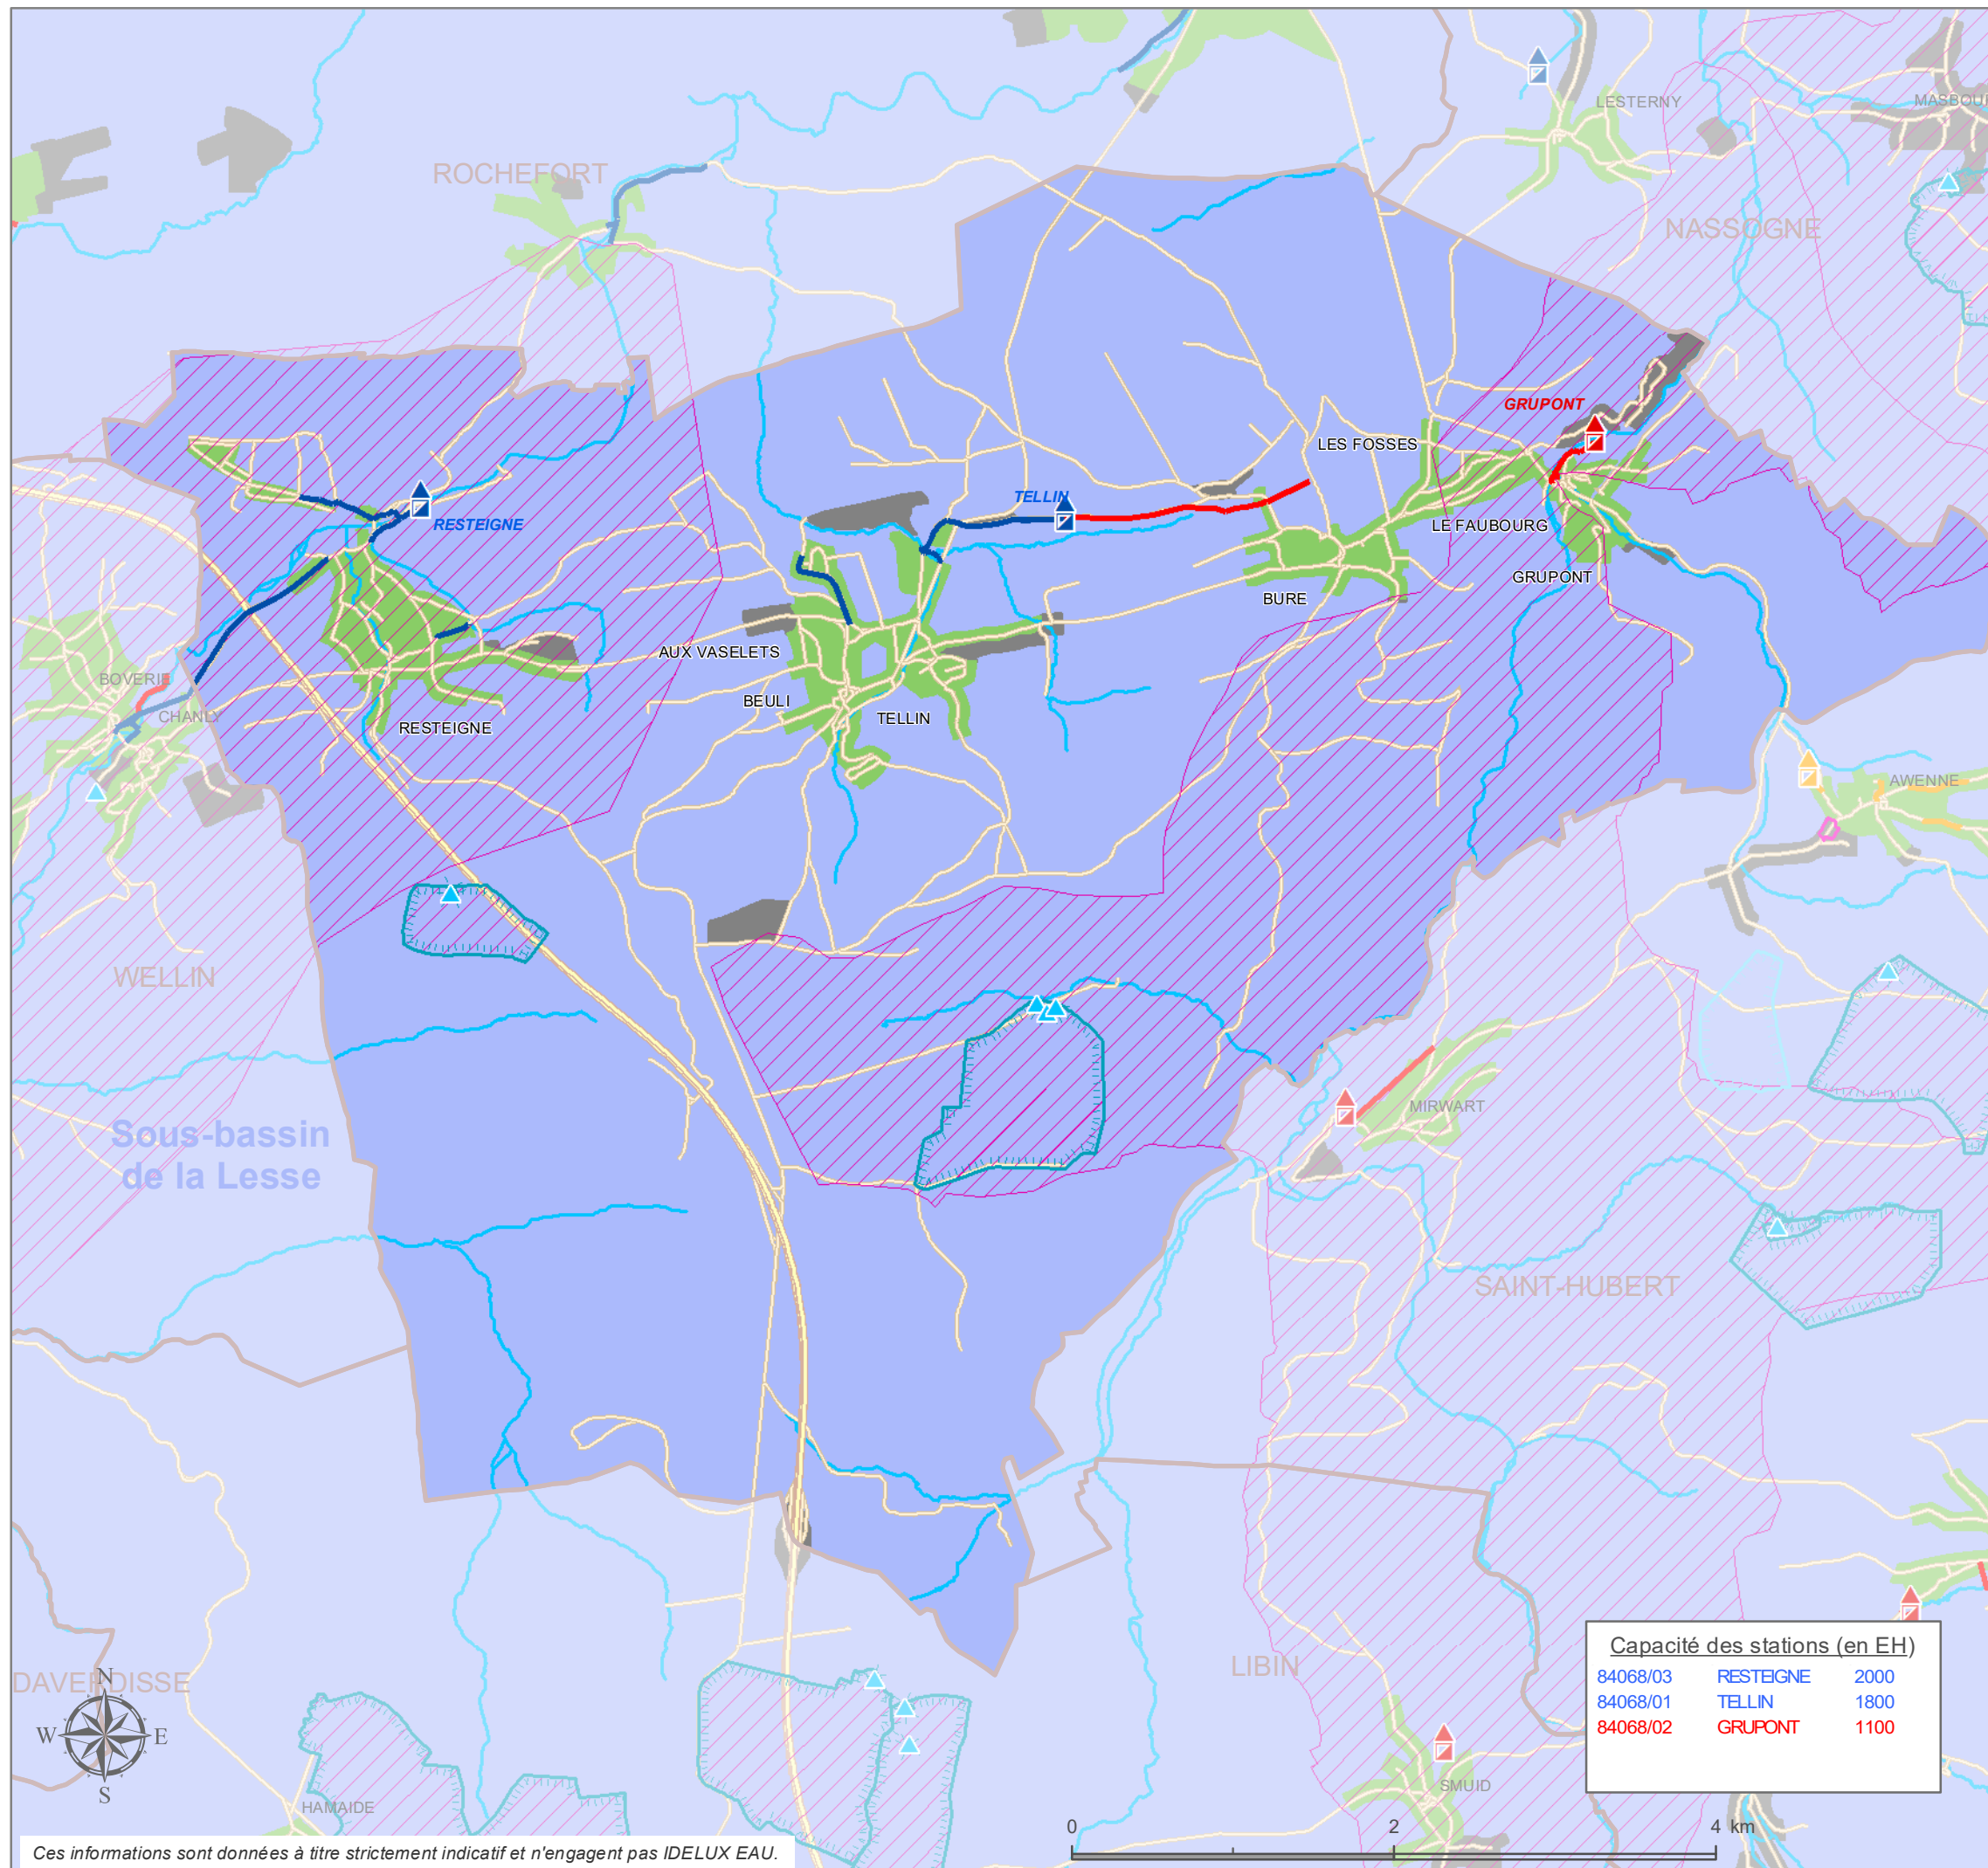 LESTERNY
MASBOU
ROCHEFORT
NASSOGNE
GRUPONT
LES FOSSES
TELLIN
RESTEIGNE
LE FAUBOURG
GRUPONT
BURE
AUX VASELETS
BOVERIE
BEULI
CHANLY
TELLIN
RESTEIGNE
AWENNE
WELLIN
MIRWART
Sous-bassin
de la Lesse
SAINT-HUBERT
LIBIN
DAVERDISSE
N
W E
S
HAMAIDE
SMUID
Capacité des stations (en EH)
84068/03 RESTEIGNE 2000
84068/01 TELLIN 1800
84068/02 GRUPONT 1100
0 2 4 km
Ces informations sont données à titre strictement indicatif et n'engagent pas IDELUX EAU.